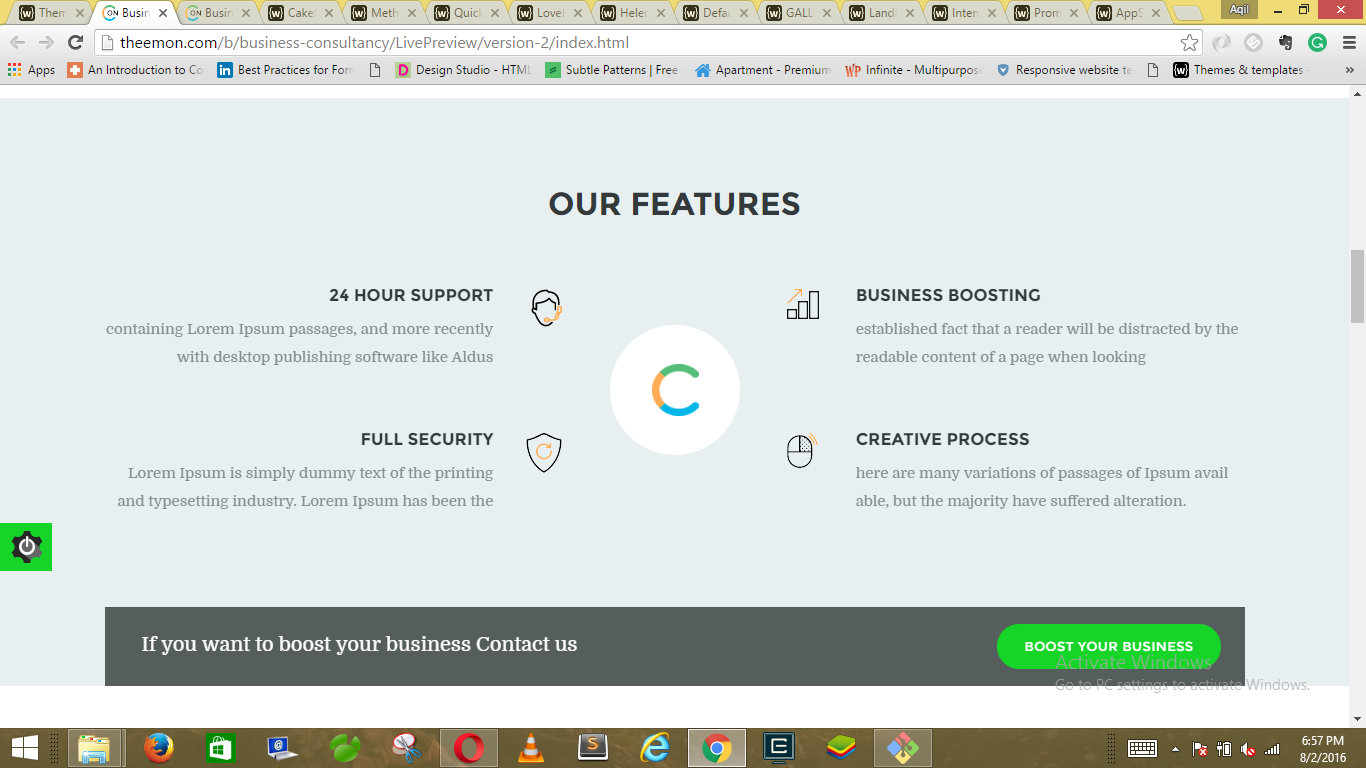 Them
Busin
Busin
Cake
Meth
Quick
Lovel
Helen
Defau
GALL
Landi
Inten
Prom
AppS
Aqil
theemon.com/b/business-consultancy/LivePreview/version-2/index.html
Apps
An Introduction to Co
Best Practices for For
Design Studio - HTML
Subtle Patterns | Free
Apartment - Premium
Infinite - Multipurpose
Responsive website te
Themes & templates
OUR FEATURES
24 HOUR SUPPORT
containing Lorem Ipsum passages, and more recently
with desktop publishing software like Aldus
BUSINESS BOOSTING
established fact that a reader will be distracted by the
readable content of a page when looking
FULL SECURITY
Lorem Ipsum is simply dummy text of the printing
and typesetting industry. Lorem Ipsum has been the
CREATIVE PROCESS
here are many variations of passages of Ipsum avail
able, but the majority have suffered alteration.
If you want to boost your business Contact us
BOOST YOUR BUSINESS
Activate Windows
Go to PC settings to activate Windows.
6:57 PM
8/2/2016